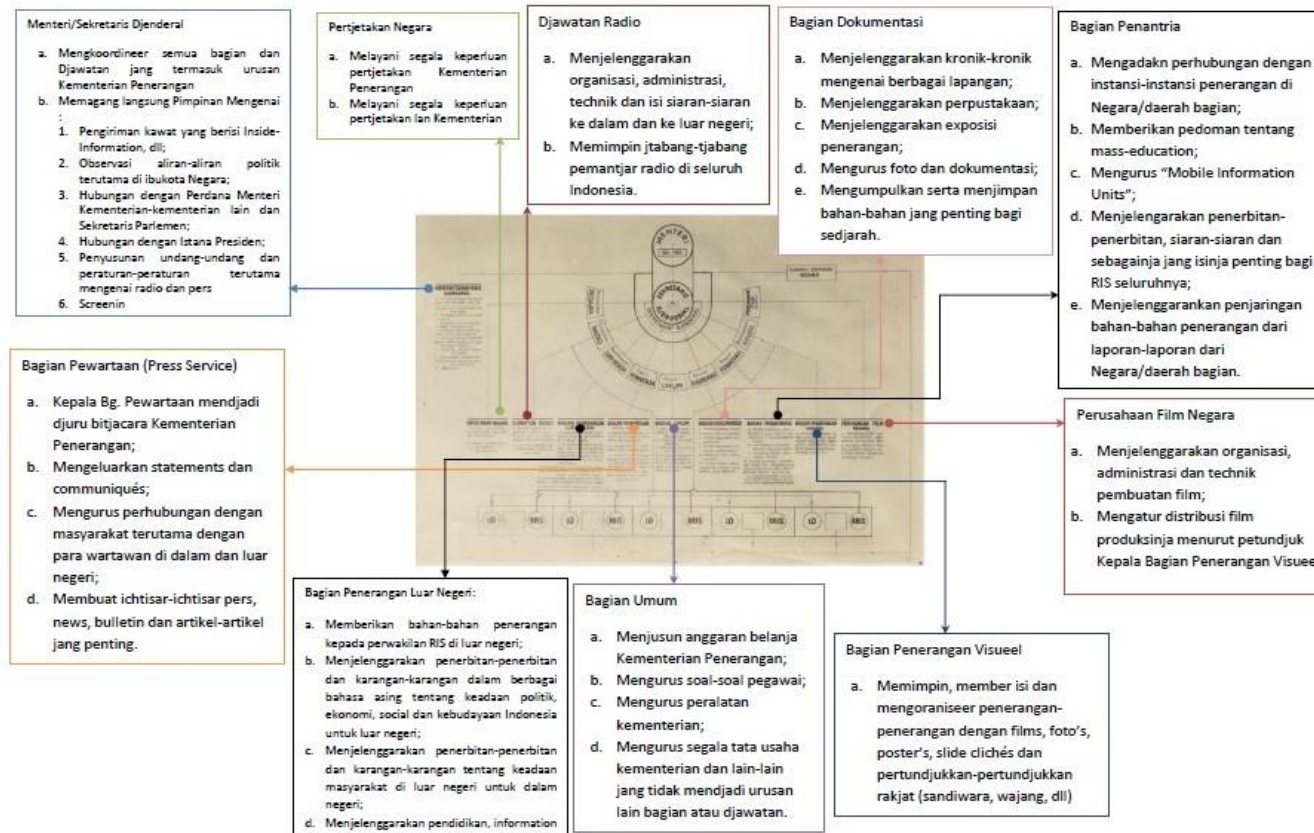 Menteri/Sekretaris Djenderal
a. Mengkoordineer semua bagian dan
Djawatan jang termasuk urusan
Kementerian Penerangan
b. Memagang langsung Pimpinan Mengenai
:
1. Pengiriman kawat yang berisi Inside-
Information, dll;
2. Observasi aliran-aliran politik
terutama di ibukota Negara;
3. Hubungan dengan Perdana Menteri
Kementerian-kementerian lain dan
Sekretaris Parlemen;
4. Hubungan dengan Istana Presiden;
5. Penyusunan undang-undang dan
peraturan-peraturan terutama
mengenai radio dan pers
6. Screenin
Pertjetakan Negara
a. Melayani segala keperluan
pertjetakan Kementerian
Penerangan
b. Melayani segala keperluan
pertjetakan lan Kementerian
Djawatan Radio
a. Menjelenggarakan
organisasi, administrasi,
technik dan isi siaran-siaran
ke dalam dan ke luar negeri;
b. Memimpin jtabang-tjabang
pemantjar radio di seluruh
Indonesia.
Bagian Dokumentasi
a. Menjelenggarakan kronik-kronik
mengenai berbagai lapangan;
b. Menjelenggarakan perpustakaan;
c. Menjelenggarakan exposisi
penerangan;
d. Mengurus foto dan dokumentasi;
e. Mengumpulkan serta menjimpan
bahan-bahan jang penting bagi
sedjarah.
Bagian Penantria
a. Mengadakn perhubungan dengan
instansi-instansi penerangan di
Negara/daerah bagian;
b. Memberikan pedoman tentang
mass-education;
c. Mengurus "Mobile Information
Units";
d. Menjelengarakan penerbitan-
penerbitan, siaran-siaran dan
sebagainja jang isinja penting bagi
RIS seluruhnya;
e. Menjelenggarankan penjaringan
bahan-bahan penerangan dari
laporan-laporan dari
Negara/daerah bagian.
MENTERI
SEKRETARIS
DJENDERAL
UMUM
LD RRIS LD RRIS LD RRIS LD RRIS LD RRIS
Bagian Pewartaan (Press Service)
a. Kepala Bg. Pewartaan mendjadi
djuru bitjacara Kementerian
Penerangan;
b. Mengeluarkan statements dan
communiqués;
c. Mengurus perhubungan dengan
masyarakat terutama dengan
para wartawan di dalam dan luar
negeri;
d. Membuat ichtisar-ichtisar pers,
news, bulletin dan artikel-artikel
jang penting.
Perusahaan Film Negara
a. Menjelenggarakan organisasi,
administrasi dan technik
pembuatan film;
b. Mengatur distribusi film
produksinja menurut petundjuk
Kepala Bagian Penerangan Visuee
Bagian Penerangan Luar Negeri:
a. Memberikan bahan-bahan penerangan
kepada perwakilan RIS di luar negeri;
b. Menjelenggarakan penerbitan-penerbitan
dan karangan-karangan dalam berbagai
bahasa asing tentang keadaan politik,
ekonomi, social dan kebudayaan Indonesia
untuk luar negeri;
c. Menjelenggarakan penerbitan-penerbitan
dan karangan-karangan tentang keadaan
masyarakat di luar negeri untuk dalam
negeri;
d. Menjelenggarakan pendidikan, information
Bagian Umum
a. Menjusun anggaran belanja
Kementerian Penerangan;
b. Mengurus soal-soal pegawai;
c. Mengurus peralatan
kementerian;
d. Mengurus segala tata usaha
kementerian dan lain-lain
jang tidak mendjadi urusan
lain bagian atau djawatan.
Bagian Penerangan Visueel
a. Memimpin, member isi dan
mengoraniseer penerangan-
penerangan dengan films, foto's,
poster's, slide clichés dan
pertundjukkan-pertundjukkan
rakjat (sandiwara, wajang, dll)